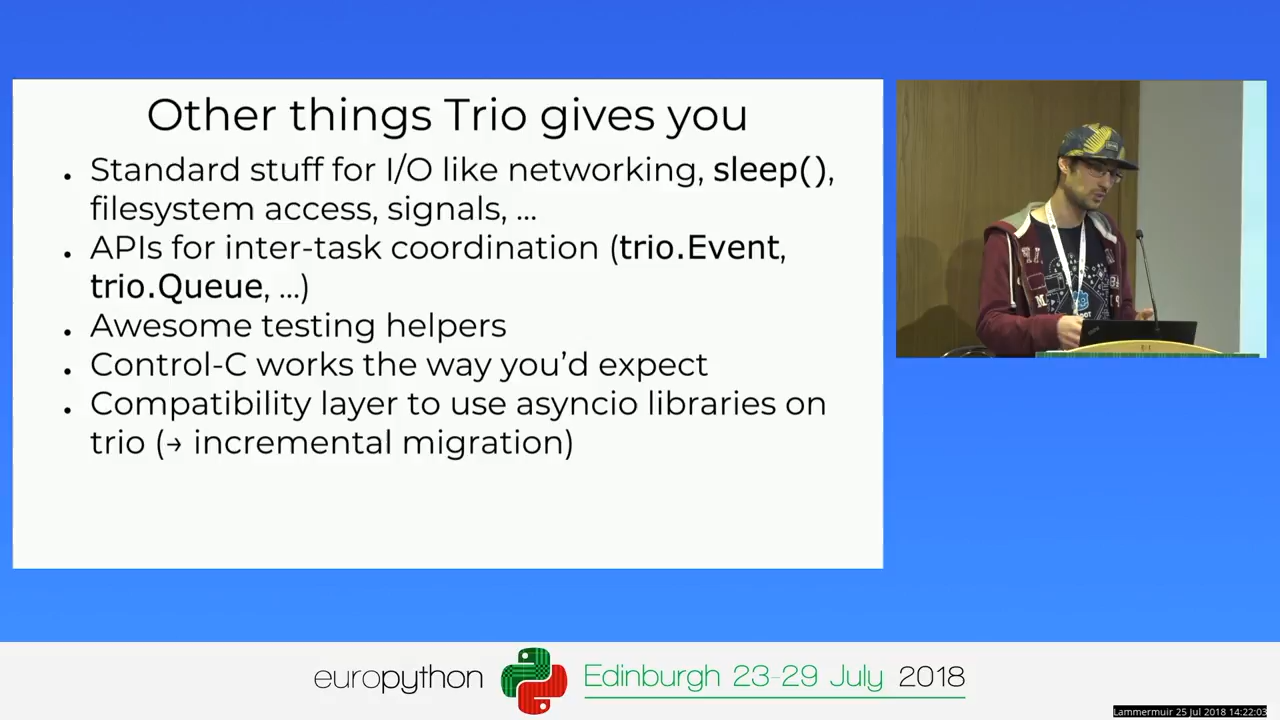 Other things Trio gives you
• Standard stuff for I/O like networking, sleep(),
filesystem access, signals, ...
• APIs for inter-task coordination (trio.Event,
trio.Queue, ...)
• Awesome testing helpers
• Control-C works the way you’d expect
• Compatibility layer to use asyncio libraries on
trio (→ incremental migration)
europython
Edinburgh 23-29 July 2018
Lammermuir 25 Jul 2018 14:22:03